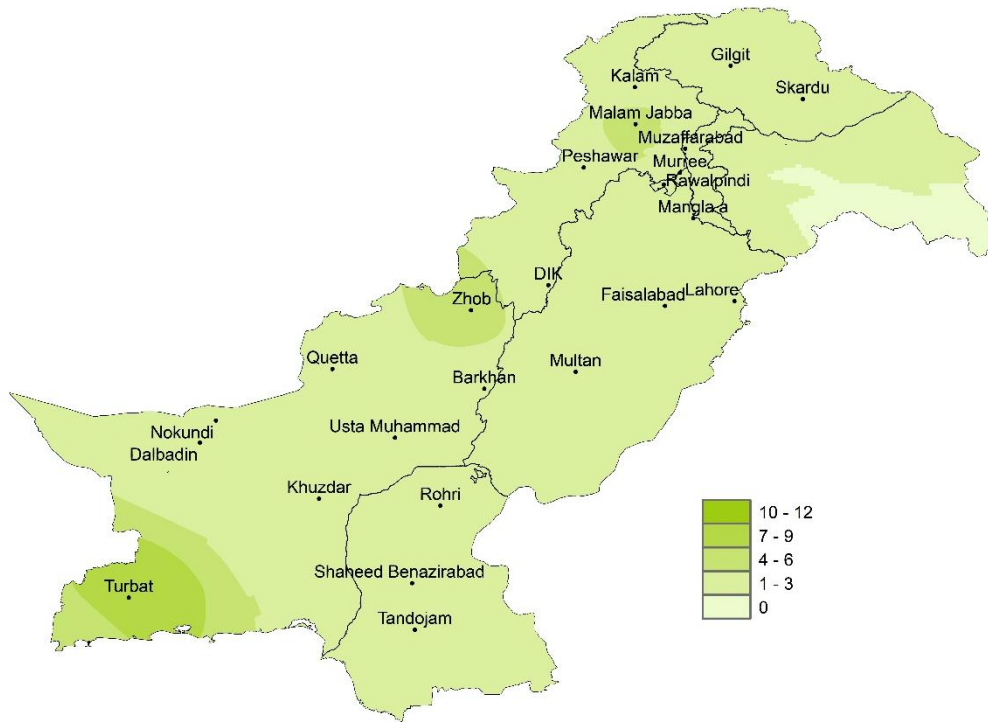 Gilgit
Kalam
Skardu
Malam Jabba
Muzaffarabad
Peshawar
Murree
Rawalpindi
Mangla a
DIK
Zhob
Faisalabad
Lahore
Quetta
Multan
Barkhan
Nokundi
Usta Muhammad
Dalbadin
Khuzdar
Rohri
10 - 12
7 - 9
4 - 6
1 - 3
0
Turbat
Shaheed Benazirabad
Tandojam